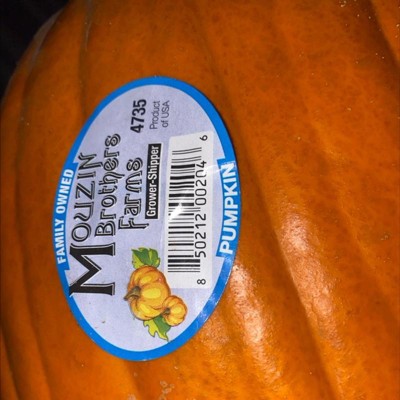 FAMILY OWNED
MOUZIN
Brothers
Farms
Grower-Shipper
4735
Product
of USA
8 50212 00204 6
PUMPKIN